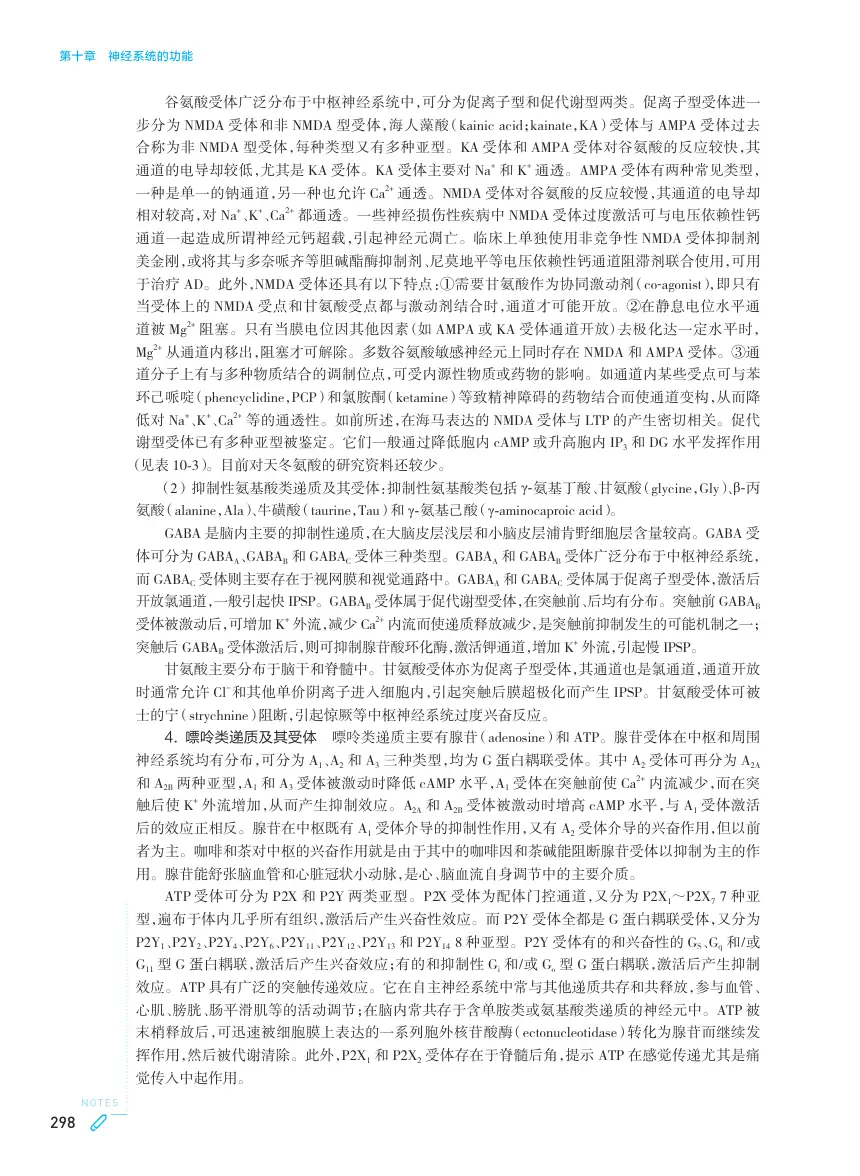 第十章　神经系统的功能
谷氨酸受体广泛分布于中枢神经系统中,可分为促离子型和促代谢型两类。促离子型受体进一
步分为 NMDA 受体和非 NMDA 型受体,海人藻酸(kainic acid;kainate,KA)受体与 AMPA 受体过去
合称为非 NMDA 型受体,每种类型又有多种亚型。KA 受体和 AMPA 受体对谷氨酸的反应较快,其
通道的电导却较低,尤其是 KA 受体。KA 受体主要对 Na⁺ 和 K⁺ 通透。AMPA 受体有两种常见类型,
一种是单一的钠通道,另一种也允许 Ca²⁺ 通透。NMDA 受体对谷氨酸的反应较慢,其通道的电导却
相对较高,对 Na⁺、K⁺、Ca²⁺ 都通透。一些神经损伤性疾病中 NMDA 受体过度激活可与电压依赖性钙
通道一起造成所谓神经元钙超载,引起神经元凋亡。临床上单独使用非竞争性 NMDA 受体抑制剂
美金刚,或将其与多奈哌齐等胆碱酯酶抑制剂、尼莫地平等电压依赖性钙通道阻滞剂联合使用,可用
于治疗 AD。此外,NMDA 受体还具有以下特点:①需要甘氨酸作为协同激动剂(co-agonist),即只有
当受体上的 NMDA 受点和甘氨酸受点都与激动剂结合时,通道才可能开放。②在静息电位水平通
道被 Mg²⁺ 阻塞。只有当膜电位因其他因素(如 AMPA 或 KA 受体通道开放)去极化达一定水平时,
Mg²⁺ 从通道内移出,阻塞才可解除。多数谷氨酸敏感神经元上同时存在 NMDA 和 AMPA 受体。③通
道分子上有与多种物质结合的调制位点,可受内源性物质或药物的影响。如通道内某些受点可与苯
环己哌啶(phencyclidine,PCP)和氯胺酮(ketamine)等致精神障碍的药物结合而使通道变构,从而降
低对 Na⁺、K⁺、Ca²⁺ 等的通透性。如前所述,在海马表达的 NMDA 受体与 LTP 的产生密切相关。促代
谢型受体已有多种亚型被鉴定。它们一般通过降低胞内 cAMP 或升高胞内 IP₃ 和 DG 水平发挥作用
(见表 10-3)。目前对天冬氨酸的研究资料还较少。
(2)抑制性氨基酸类递质及其受体:抑制性氨基酸类包括 γ-氨基丁酸、甘氨酸(glycine,Gly)、β-丙
氨酸(alanine,Ala)、牛磺酸(taurine,Tau)和 γ-氨基己酸(γ-aminocaproic acid)。
GABA 是脑内主要的抑制性递质,在大脑皮层浅层和小脑皮层浦肯野细胞层含量较高。GABA 受
体可分为 GABA_A、GABA_B 和 GABA_C 受体三种类型。GABA_A 和 GABA_B 受体广泛分布于中枢神经系统,
而 GABA_C 受体则主要存在于视网膜和视觉通路中。GABA_A 和 GABA_C 受体属于促离子型受体,激活后
开放氯通道,一般引起快 IPSP。GABA_B 受体属于促代谢型受体,在突触前、后均有分布。突触前 GABA_B
受体被激动后,可增加 K⁺ 外流,减少 Ca²⁺ 内流而使递质释放减少,是突触前抑制发生的可能机制之一;
突触后 GABA_B 受体激活后,则可抑制腺苷酸环化酶,激活钾通道,增加 K⁺ 外流,引起慢 IPSP。
甘氨酸主要分布于脑干和脊髓中。甘氨酸受体亦为促离子型受体,其通道也是氯通道,通道开放
时通常允许 Cl⁻ 和其他单价阴离子进入细胞内,引起突触后膜超极化而产生 IPSP。甘氨酸受体可被
士的宁(strychnine)阻断,引起惊厥等中枢神经系统过度兴奋反应。
4. 嘌呤类递质及其受体　嘌呤类递质主要有腺苷(adenosine)和 ATP。腺苷受体在中枢和周围
神经系统均有分布,可分为 A₁、A₂ 和 A₃ 三种类型,均为 G 蛋白耦联受体。其中 A₂ 受体可再分为 A₂A
和 A₂B 两种亚型,A₁ 和 A₃ 受体被激动时降低 cAMP 水平,A₁ 受体在突触前使 Ca²⁺ 内流减少,而在突
触后使 K⁺ 外流增加,从而产生抑制效应。A₂A 和 A₂B 受体被激动时增高 cAMP 水平,与 A₁ 受体激活
后的效应正相反。腺苷在中枢既有 A₁ 受体介导的抑制性作用,又有 A₂ 受体介导的兴奋作用,但以前
者为主。咖啡和茶对中枢的兴奋作用就是由于其中的咖啡因和茶碱能阻断腺苷受体以抑制为主的作
用。腺苷能舒张脑血管和心脏冠状小动脉,是心、脑血流自身调节中的主要介质。
ATP 受体可分为 P2X 和 P2Y 两类亚型。P2X 受体为配体门控通道,又分为 P2X₁～P2X₇ 7 种亚
型,遍布于体内几乎所有组织,激活后产生兴奋性效应。而 P2Y 受体全都是 G 蛋白耦联受体,又分为
P2Y₁、P2Y₂、P2Y₄、P2Y₆、P2Y₁₁、P2Y₁₂、P2Y₁₃ 和 P2Y₁₄ 8 种亚型。P2Y 受体有的和兴奋性的 G_S、G_q 和/或
G₁₁ 型 G 蛋白耦联,激活后产生兴奋效应;有的和抑制性 G_i 和/或 G_o 型 G 蛋白耦联,激活后产生抑制
效应。ATP 具有广泛的突触传递效应。它在自主神经系统中常与其他递质共存和共释放,参与血管、
心肌、膀胱、肠平滑肌等的活动调节;在脑内常共存于含单胺类或氨基酸类递质的神经元中。ATP 被
末梢释放后,可迅速被细胞膜上表达的一系列胞外核苷酸酶(ectonucleotidase)转化为腺苷而继续发
挥作用,然后被代谢清除。此外,P2X₁ 和 P2X₂ 受体存在于脊髓后角,提示 ATP 在感觉传递尤其是痛
觉传入中起作用。
NOTES
298